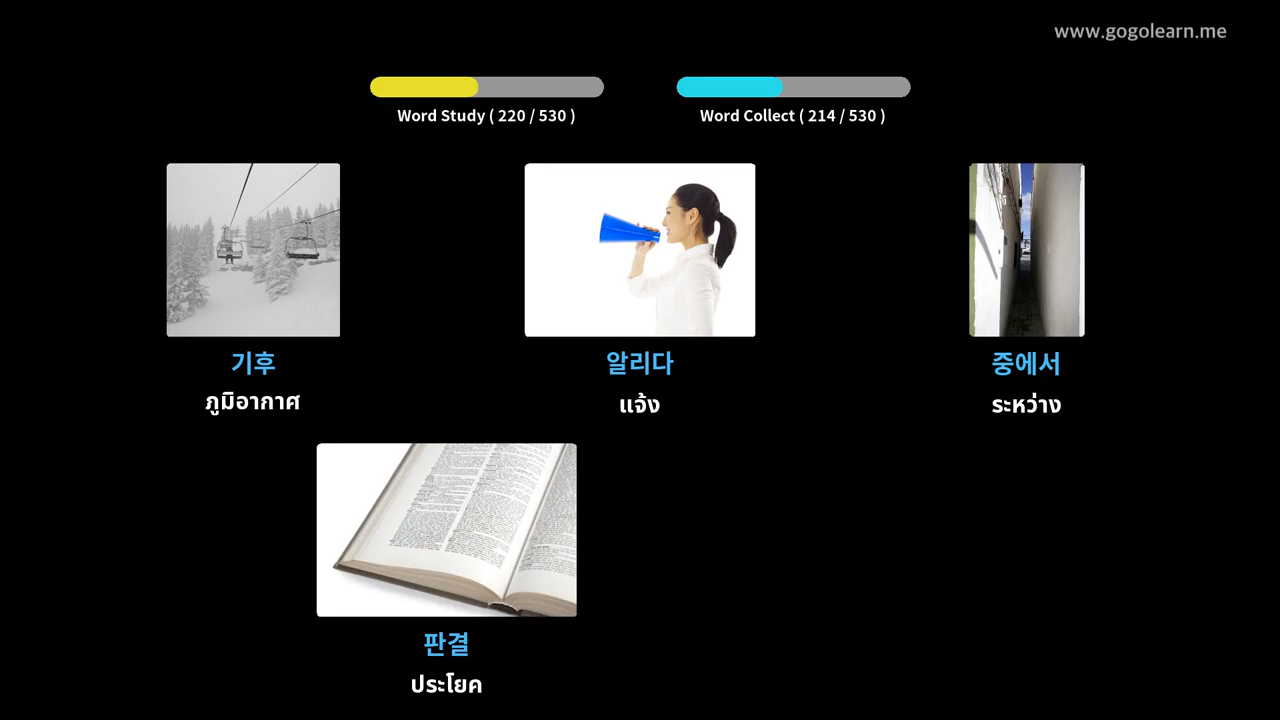 www.gogolearn.me
Word Study ( 220 / 530 )
Word Collect ( 214 / 530 )
기후
ภูมิอากาศ
알리다
แจ้ง
중에서
ระหว่าง
판결
ประโยค